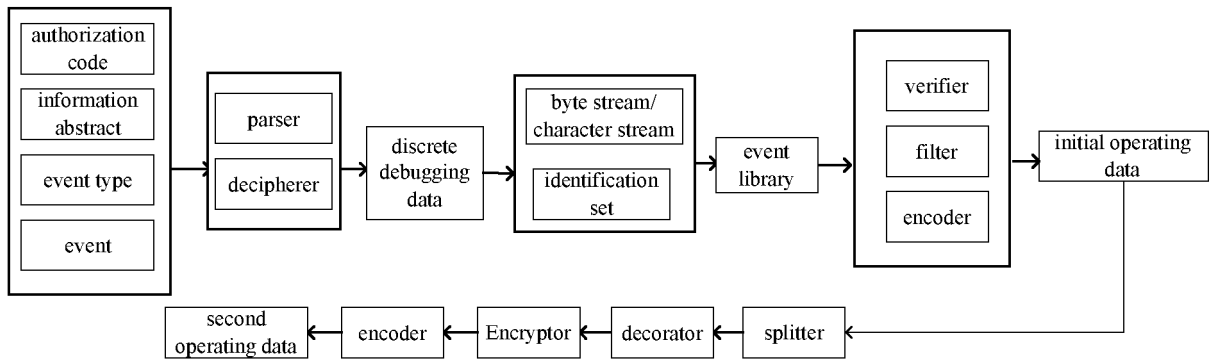 authorization
code
information
abstract
event type
event
parser
decipherer
discrete
debugging
data
byte stream/
character stream
identification
set
event
library
verifier
filter
encoder
initial operating
data
splitter
decorator
Encryptor
encoder
second
operating data